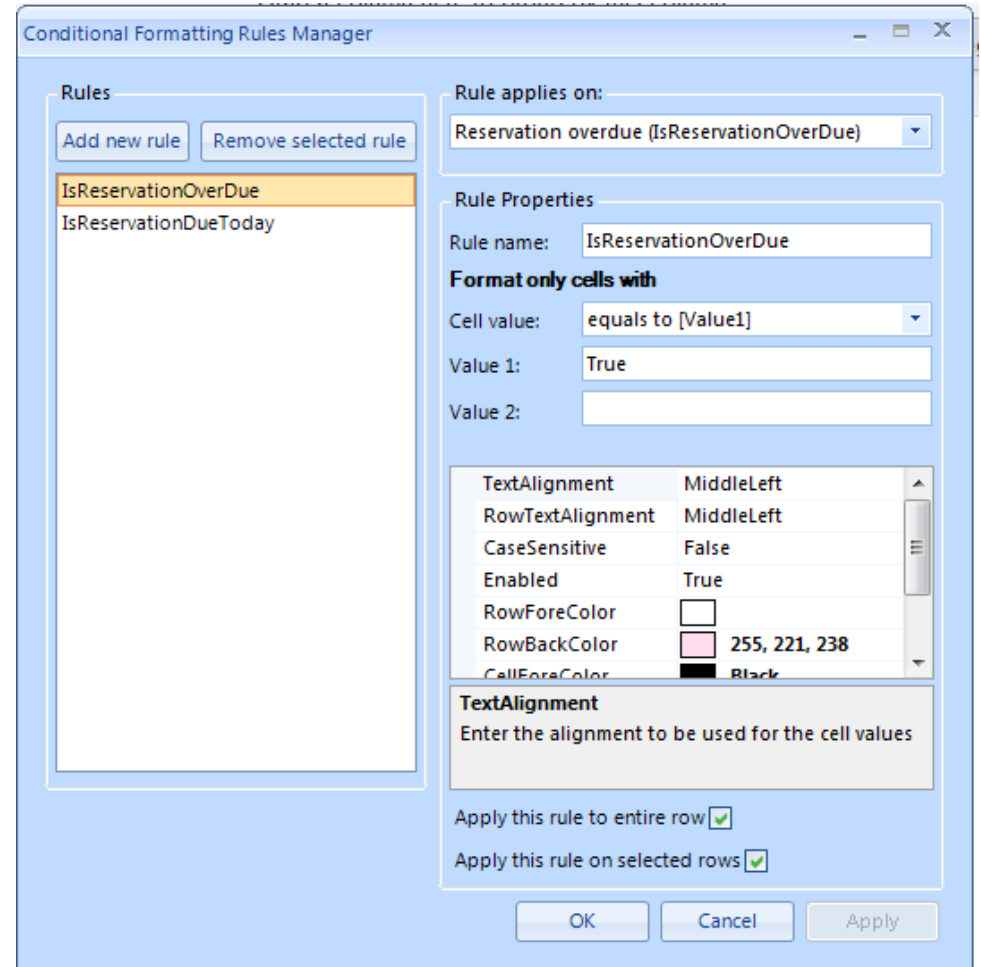 Conditional Formatting Rules Manager
Rules
Add new rule
Remove selected rule
IsReservationOverDue
IsReservationDueToday
Rule applies on:
Reservation overdue (IsReservationOverDue)
Rule Properties
Rule name: IsReservationOverDue
Format only cells with
Cell value: equals to [Value1]
Value 1: True
Value 2:
TextAlignment MiddleLeft
RowTextAlignment MiddleLeft
CaseSensitive False
Enabled True
RowForeColor
RowBackColor 255, 221, 238
CellForeColor Black
TextAlignment
Enter the alignment to be used for the cell values
Apply this rule to entire row
Apply this rule on selected rows
OK
Cancel
Apply